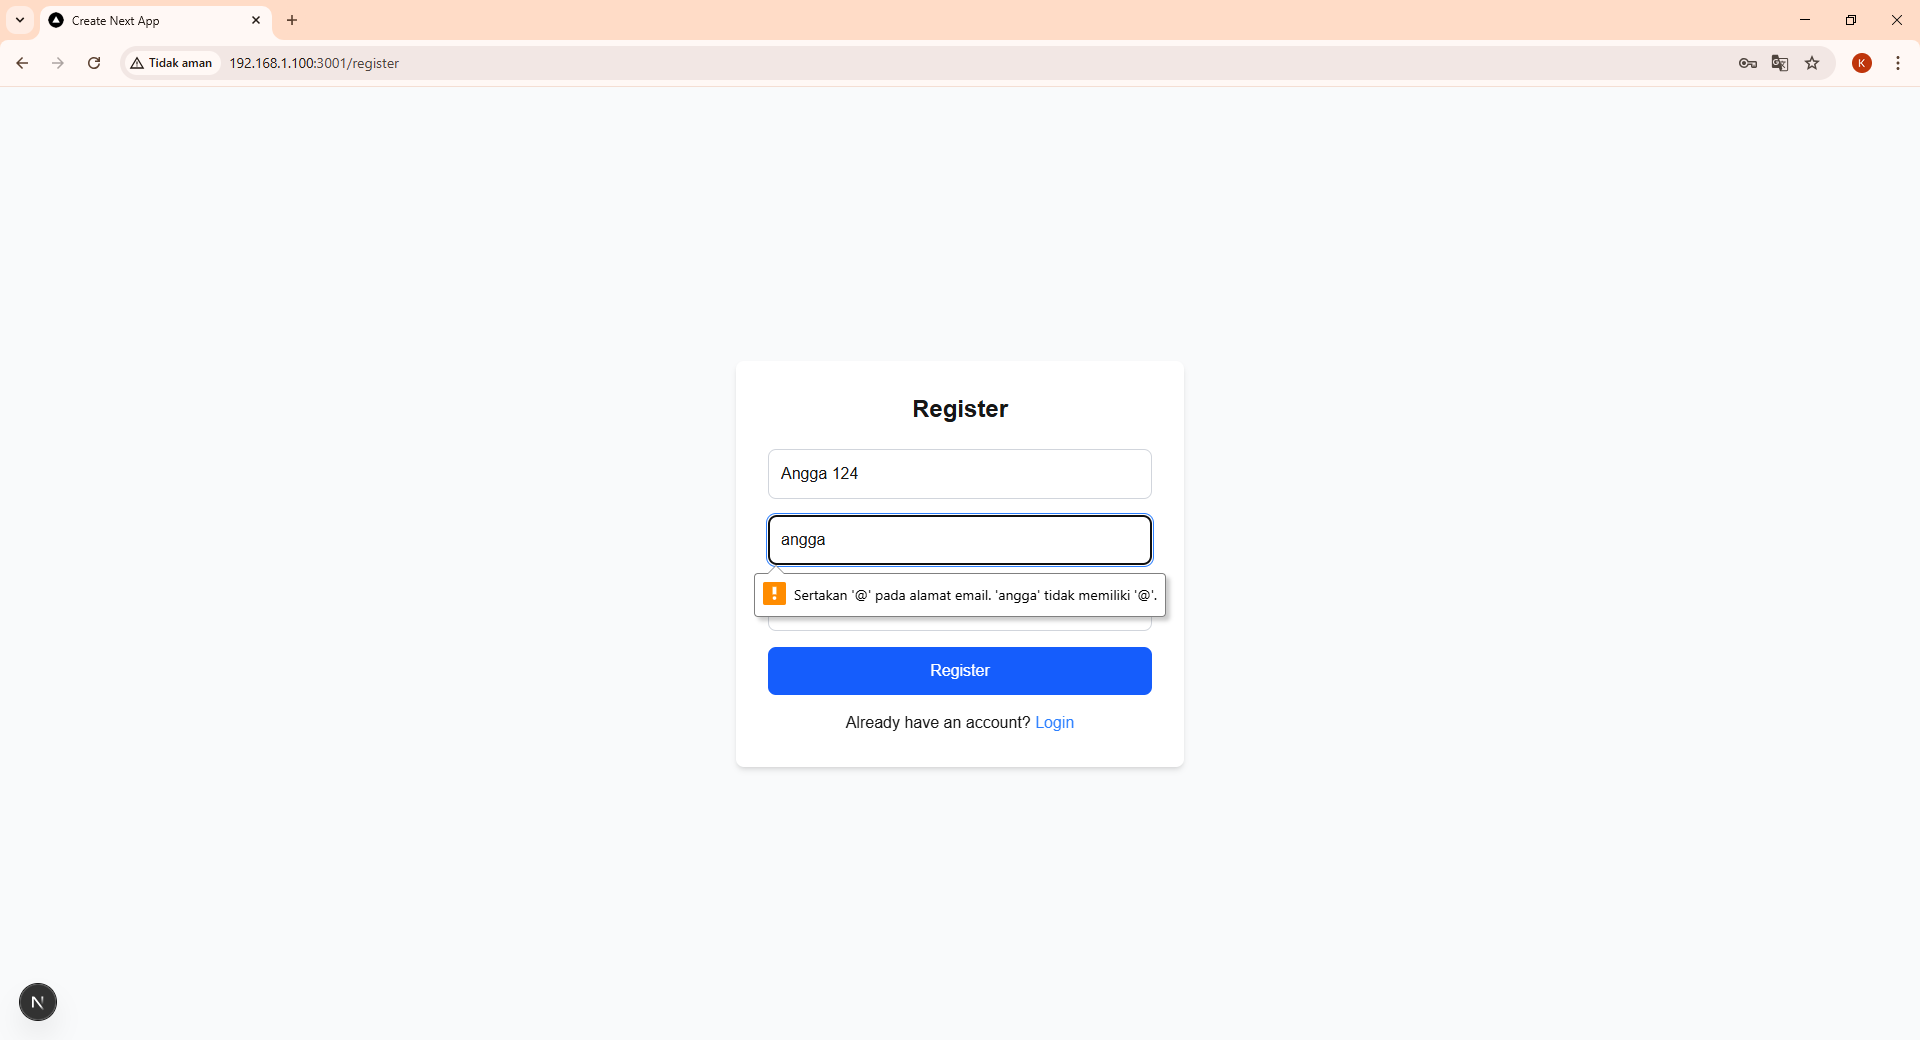 Create Next App
Tidak aman
192.168.1.100:3001/register
K
Register
Angga 124
angga
Sertakan '@' pada alamat email. 'angga' tidak memiliki '@'.
Register
Already have an account? Login
N